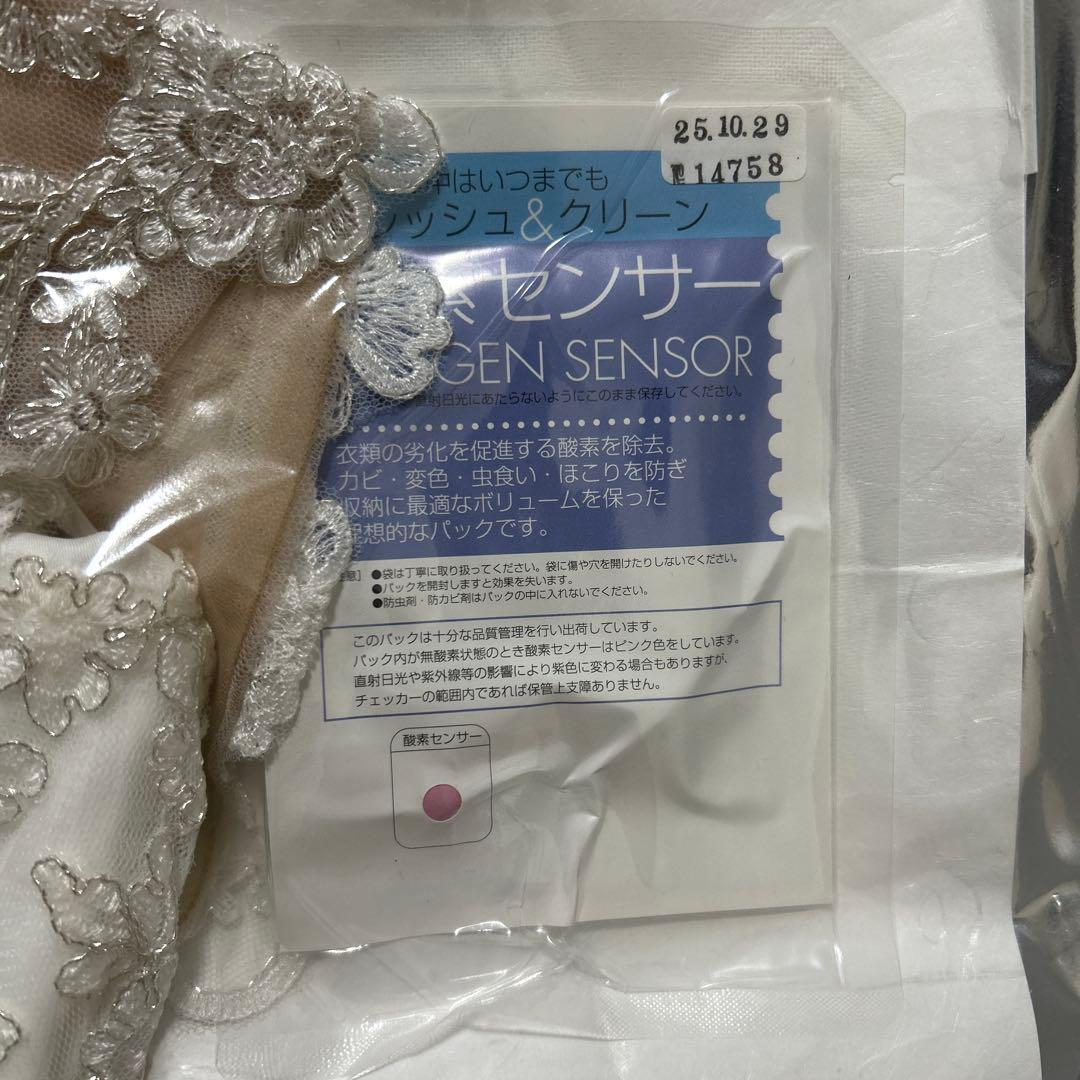 25.10.29
14758
中はいつまでも
ッシュ&クリーン
素センサー
GEN SENSOR
直射日光にあたらないようにこのまま保存してください。
衣類の劣化を促進する酸素を除去。
カビ・変色・虫食い・ほこりを防ぎ
収納に最適なボリュームを保った
理想的なパックです。
注意］ ●袋は丁寧に取り扱ってください。袋に傷や穴を開けたりしないでください。
●パックを開封しますと効果を失います。
●防虫剤・防カビ剤はパックの中に入れないでください。
このパックは十分な品質管理を行い出荷しています。
パック内が無酸素状態のとき酸素センサーはピンク色をしています。
直射日光や紫外線等の影響により紫色に変わる場合もありますが、
チェッカーの範囲内であれば保管上支障ありません。
酸素センサー